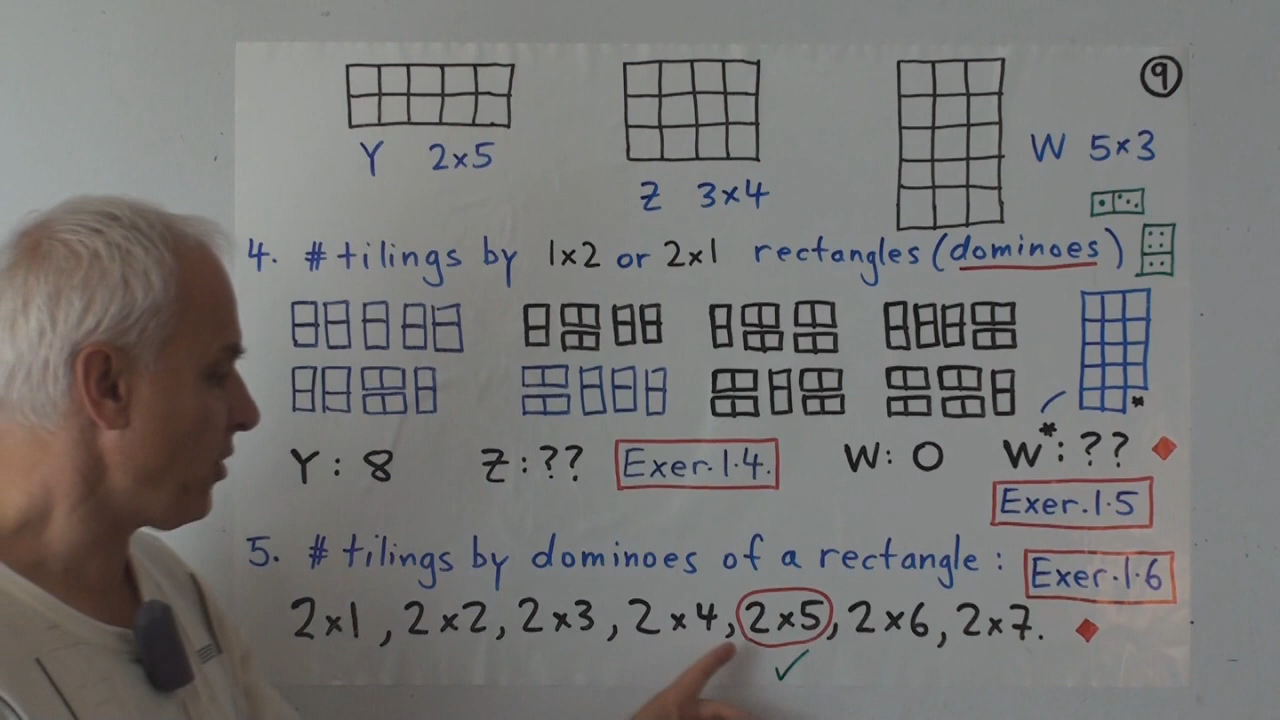 9
Y 2×5
Z 3×4
W 5×3
4. # tilings by 1×2 or 2×1 rectangles (dominoes)
*
Y : 8 Z : ?? Exer. 1.4. W : 0 W* : ??
Exer. 1.5
5. # tilings by dominoes of a rectangle : Exer. 1.6
2×1, 2×2, 2×3, 2×4, 2×5, 2×6, 2×7.